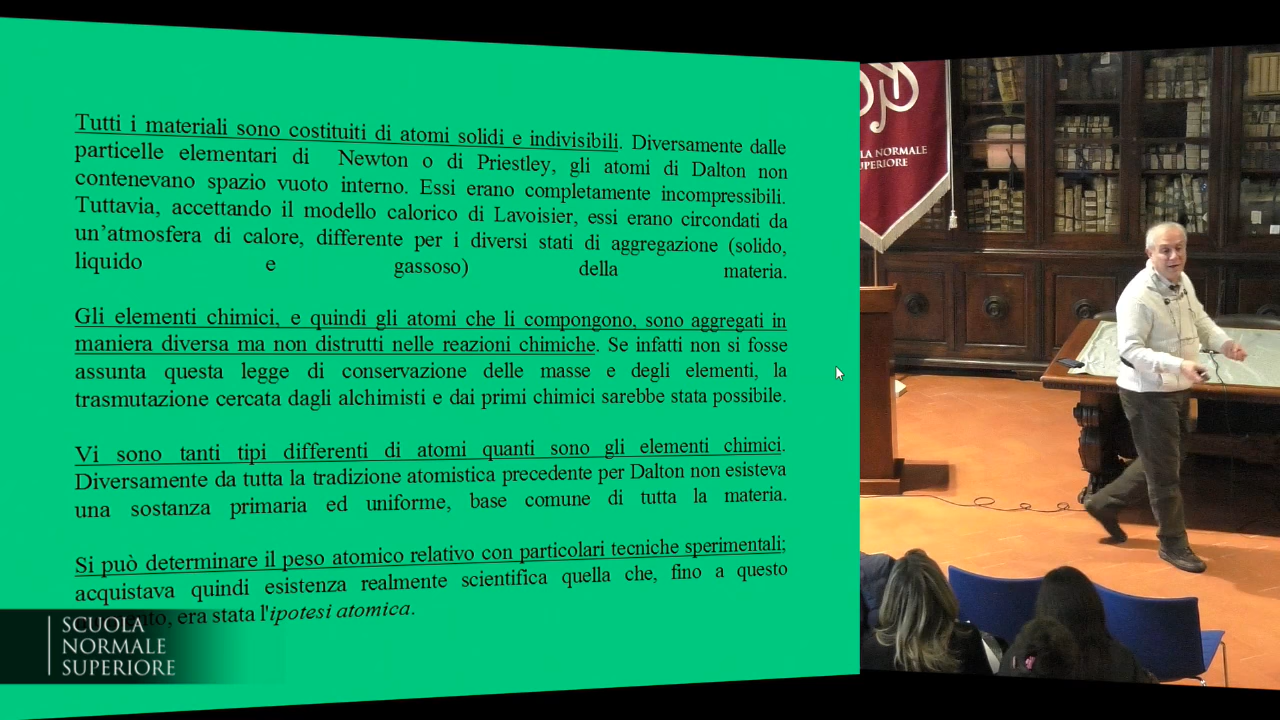 Tutti i materiali sono costituiti di atomi solidi e indivisibili. Diversamente dalle
particelle elementari di Newton o di Priestley, gli atomi di Dalton non
contenevano spazio vuoto interno. Essi erano completamente incompressibili.
Tuttavia, accettando il modello calorico di Lavoisier, essi erano circondati da
un'atmosfera di calore, differente per i diversi stati di aggregazione (solido,
liquido e gassoso) della materia.
Gli elementi chimici, e quindi gli atomi che li compongono, sono aggregati in
maniera diversa ma non distrutti nelle reazioni chimiche. Se infatti non si fosse
assunta questa legge di conservazione delle masse e degli elementi, la
trasmutazione cercata dagli alchimisti e dai primi chimici sarebbe stata possibile.
Vi sono tanti tipi differenti di atomi quanti sono gli elementi chimici.
Diversamente da tutta la tradizione atomistica precedente per Dalton non esisteva
una sostanza primaria ed uniforme, base comune di tutta la materia.
Si può determinare il peso atomico relativo con particolari tecniche sperimentali;
acquistava quindi esistenza realmente scientifica quella che, fino a questo
era stata l'ipotesi atomica.
SCUOLA
NORMALE
SUPERIORE
LA NORMALE
UPERIORE